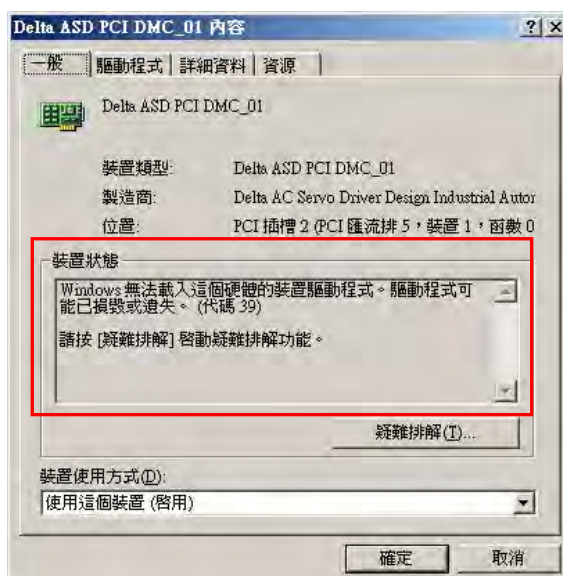 Delta ASD PCI DMC_01 內容
一般 驅動程式 詳細資料 資源
Delta ASD PCI DMC_01
裝置類型: Delta ASD PCI DMC_01
製造商: Delta AC Servo Driver Design Industrial Autor
位置: PCI 插槽 2 (PCI 匯流排 5，裝置 1，函數 0
裝置狀態
Windows 無法載入這個硬體的裝置驅動程式。驅動程式可
能已損毀或遺失。 (代碼 39)
請按 [疑難排解] 啟動疑難排解功能。
疑難排解(T)...
裝置使用方式(D):
使用這個裝置 (啟用)
確定 取消